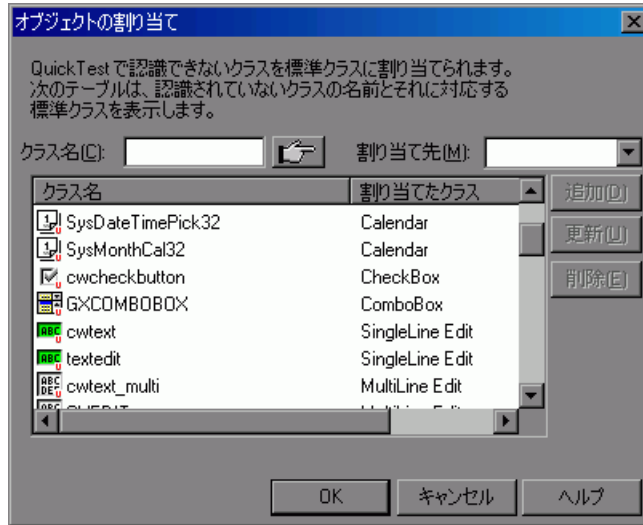 オブジェクトの割り当て
QuickTest で認識できないクラスを標準クラスに割り当てられます。
次のテーブルは、認識されていないクラスの名前とそれに対応する
標準クラスを表示します。
クラス名(C): 割り当て先(M):
クラス名 割り当てたクラス 追加(D)
SysDateTimePick32 Calendar
SysMonthCal32 Calendar 更新(U)
cwcheckbutton CheckBox 削除(E)
GXCOMBOBOX ComboBox
cwtext SingleLine Edit
textedit SingleLine Edit
cwtext_multi MultiLine Edit
OK キャンセル ヘルプ